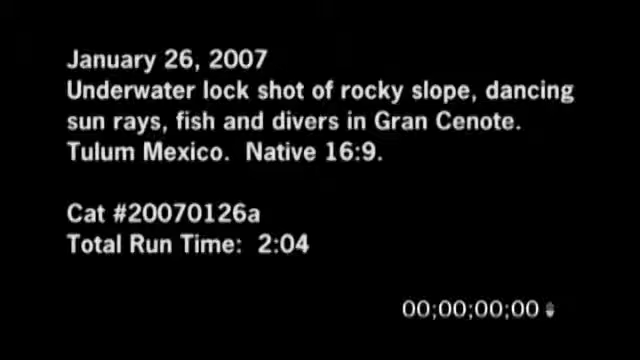 January 26, 2007
Underwater lock shot of rocky slope, dancing
sun rays, fish and divers in Gran Cenote.
Tulum Mexico.  Native 16:9.
Cat #20070126a
Total Run Time:  2:04
00;00;00;00